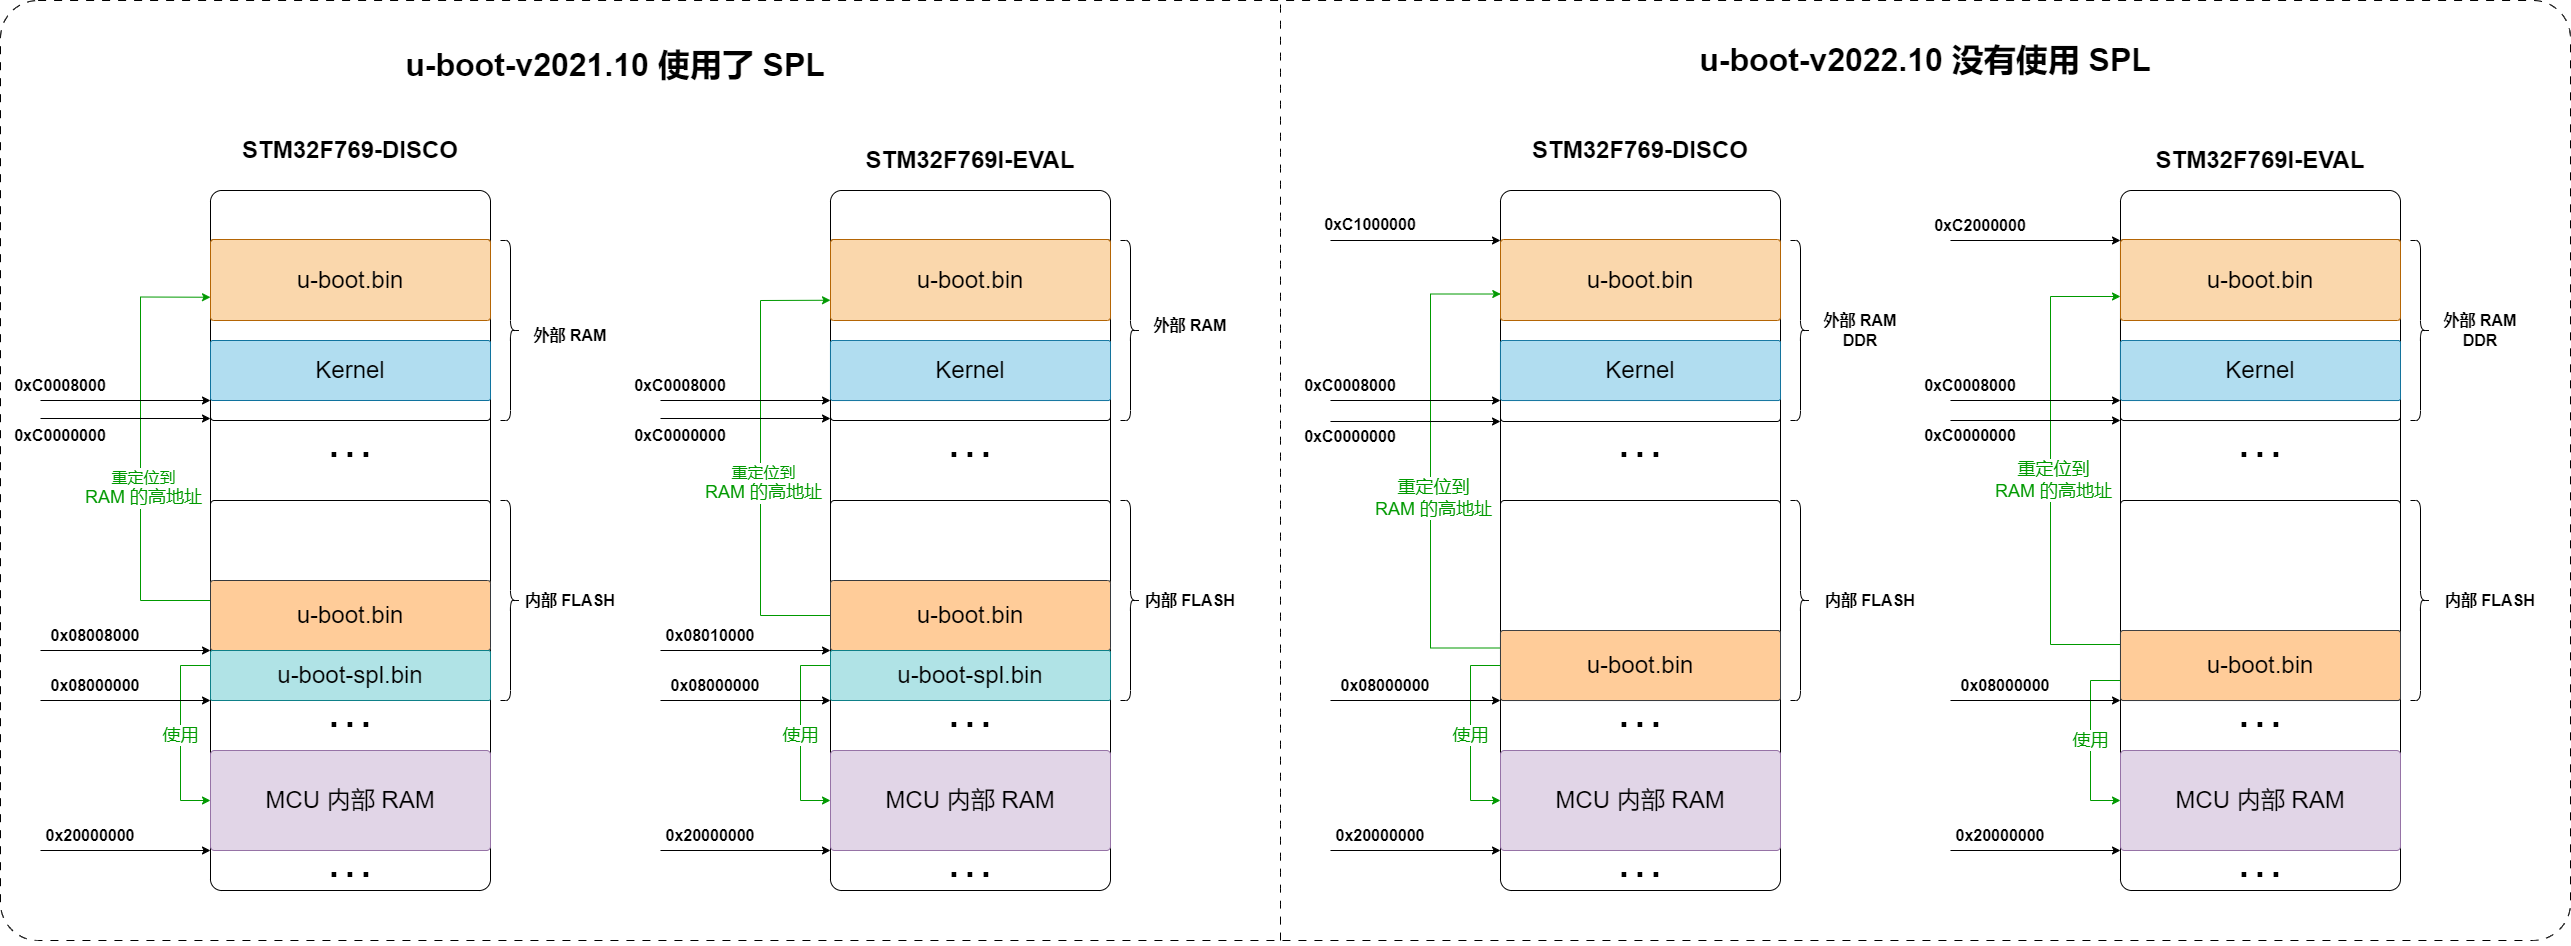 u-boot-v2021.10 使用了 SPL
STM32F769-DISCO
u-boot.bin
外部 RAM
Kernel
0xC0008000
0xC0000000
...
重定位到
RAM 的高地址
u-boot.bin
内部 FLASH
0x08008000
u-boot-spl.bin
0x08000000
...
使用
MCU 内部 RAM
0x20000000
...
STM32F769I-EVAL
u-boot.bin
外部 RAM
Kernel
0xC0008000
0xC0000000
...
重定位到
RAM 的高地址
u-boot.bin
内部 FLASH
0x08010000
u-boot-spl.bin
0x08000000
...
使用
MCU 内部 RAM
0x20000000
...
u-boot-v2022.10 没有使用 SPL
STM32F769-DISCO
0xC1000000
u-boot.bin
外部 RAM
DDR
Kernel
0xC0008000
0xC0000000
...
重定位到
RAM 的高地址
内部 FLASH
u-boot.bin
0x08000000
...
使用
MCU 内部 RAM
0x20000000
...
STM32F769I-EVAL
0xC2000000
u-boot.bin
外部 RAM
DDR
Kernel
0xC0008000
0xC0000000
...
重定位到
RAM 的高地址
内部 FLASH
u-boot.bin
0x08000000
...
使用
MCU 内部 RAM
0x20000000
...